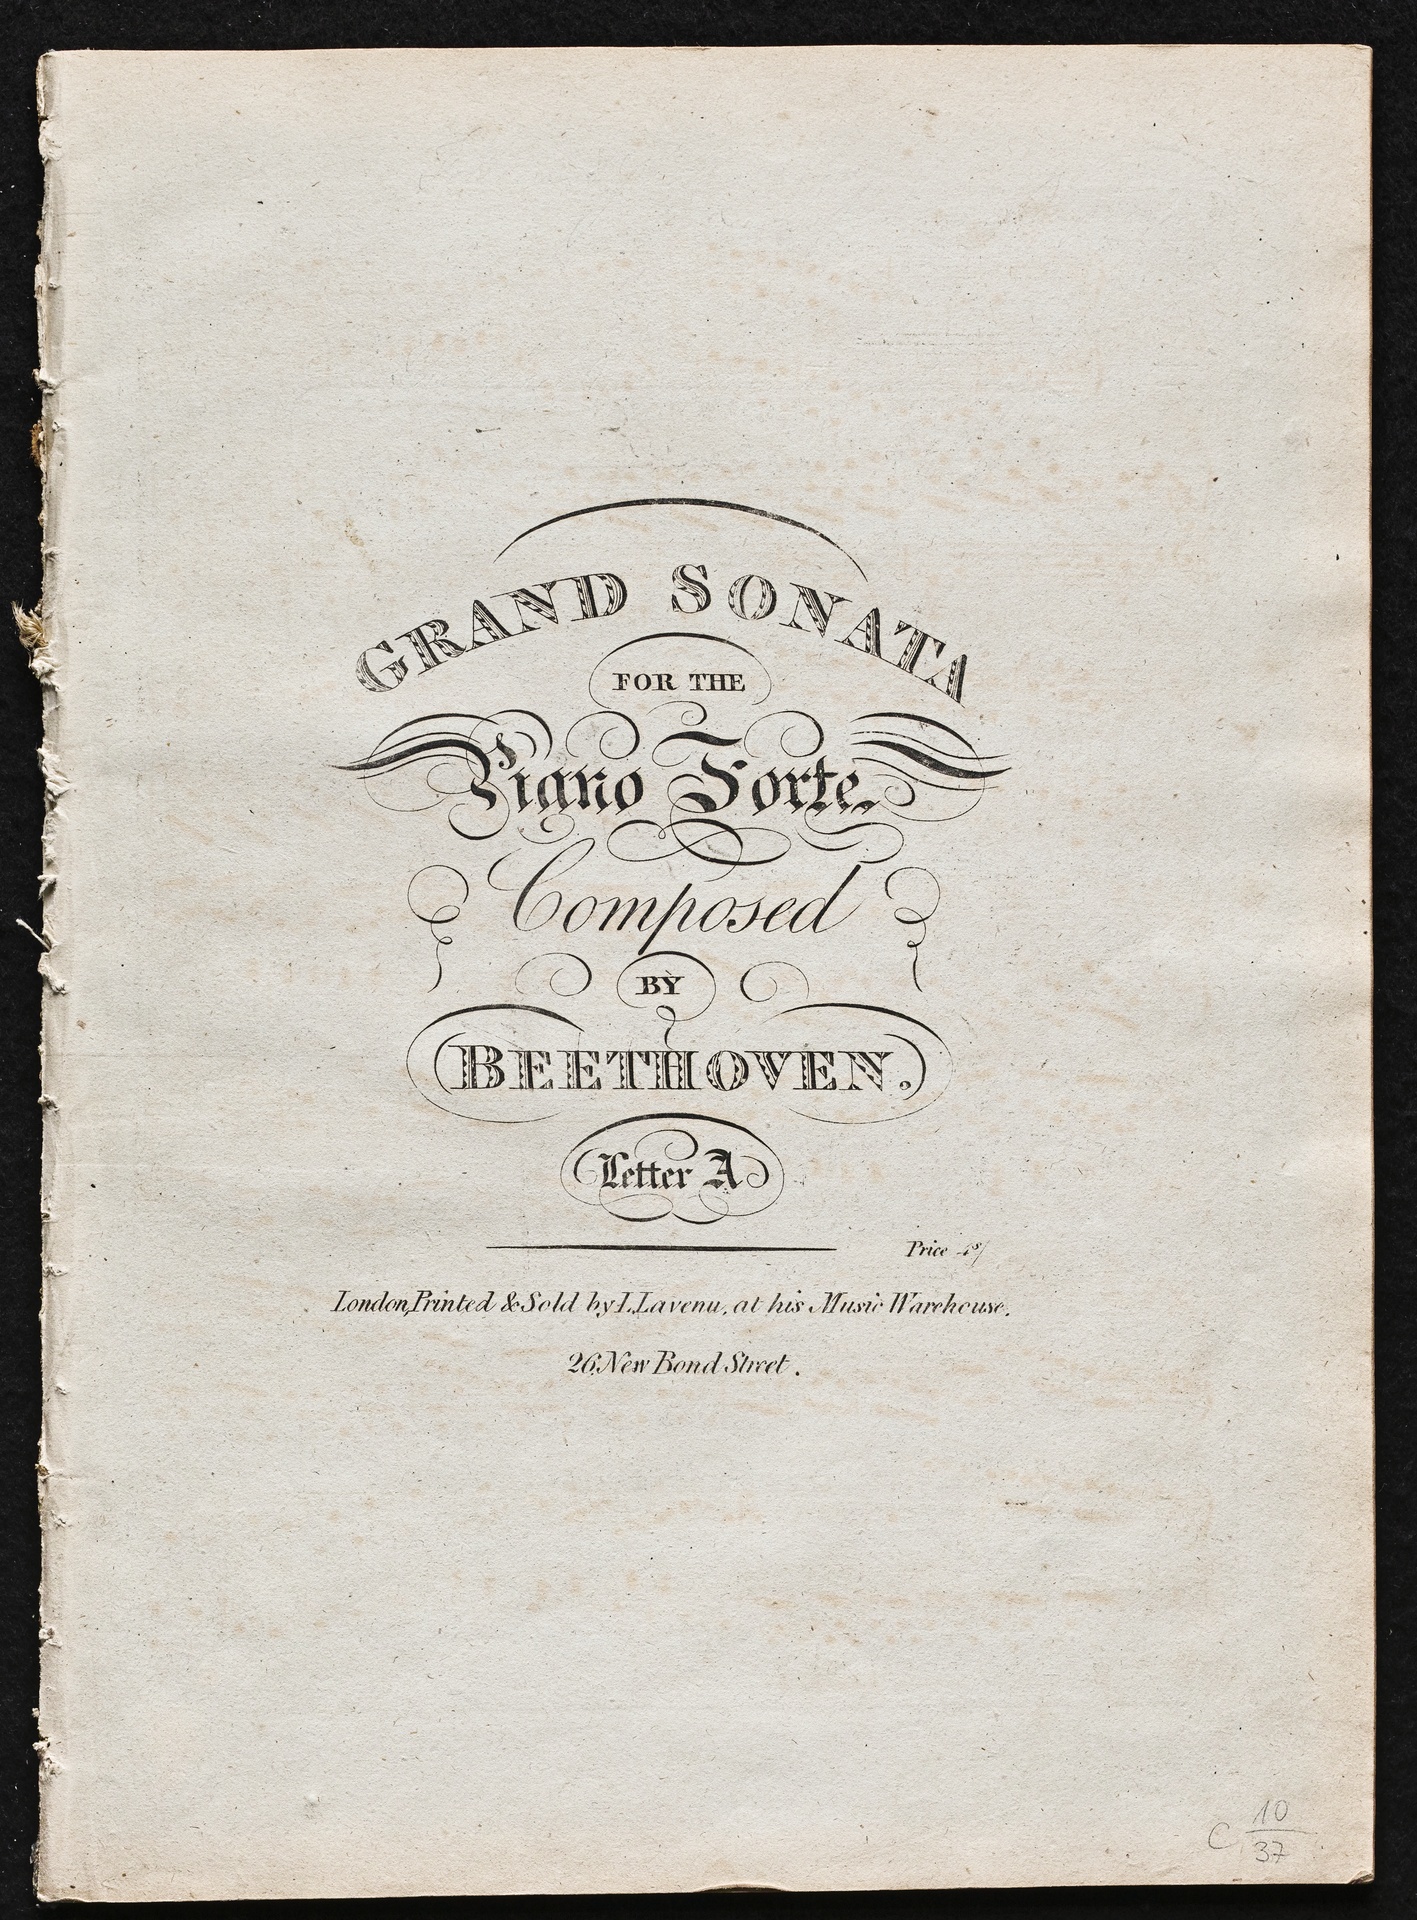 GRAND SONATA
FOR THE
Piano Forte.
Composed
BY
BEETHOVEN.
Letter A
Price 4s/
London, Printed & Sold by L. Lavenu, at his Music Warehouse.
26, New Bond Street.
C 10
37